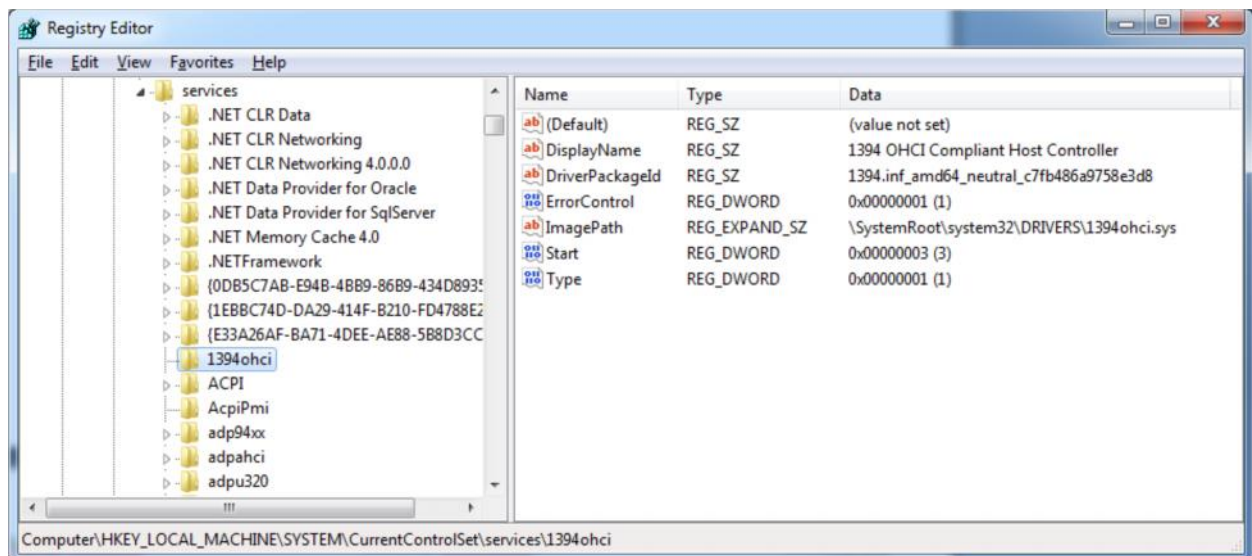 Registry Editor
File Edit View Favorites Help
services
.NET CLR Data
.NET CLR Networking
.NET CLR Networking 4.0.0.0
.NET Data Provider for Oracle
.NET Data Provider for SqlServer
.NET Memory Cache 4.0
.NETFramework
{0DB5C7AB-E94B-4BB9-86B9-434D8935
{1EBBC74D-DA29-414F-B210-FD4788E2
{E33A26AF-BA71-4DEE-AE88-5B8D3CC
1394ohci
ACPI
AcpiPmi
adp94xx
adpahci
adpu320
Name Type Data
(Default) REG_SZ (value not set)
DisplayName REG_SZ 1394 OHCI Compliant Host Controller
DriverPackageId REG_SZ 1394.inf_amd64_neutral_c7fb486a9758e3d8
ErrorControl REG_DWORD 0x00000001 (1)
ImagePath REG_EXPAND_SZ \SystemRoot\system32\DRIVERS\1394ohci.sys
Start REG_DWORD 0x00000003 (3)
Type REG_DWORD 0x00000001 (1)
Computer\HKEY_LOCAL_MACHINE\SYSTEM\CurrentControlSet\services\1394ohci